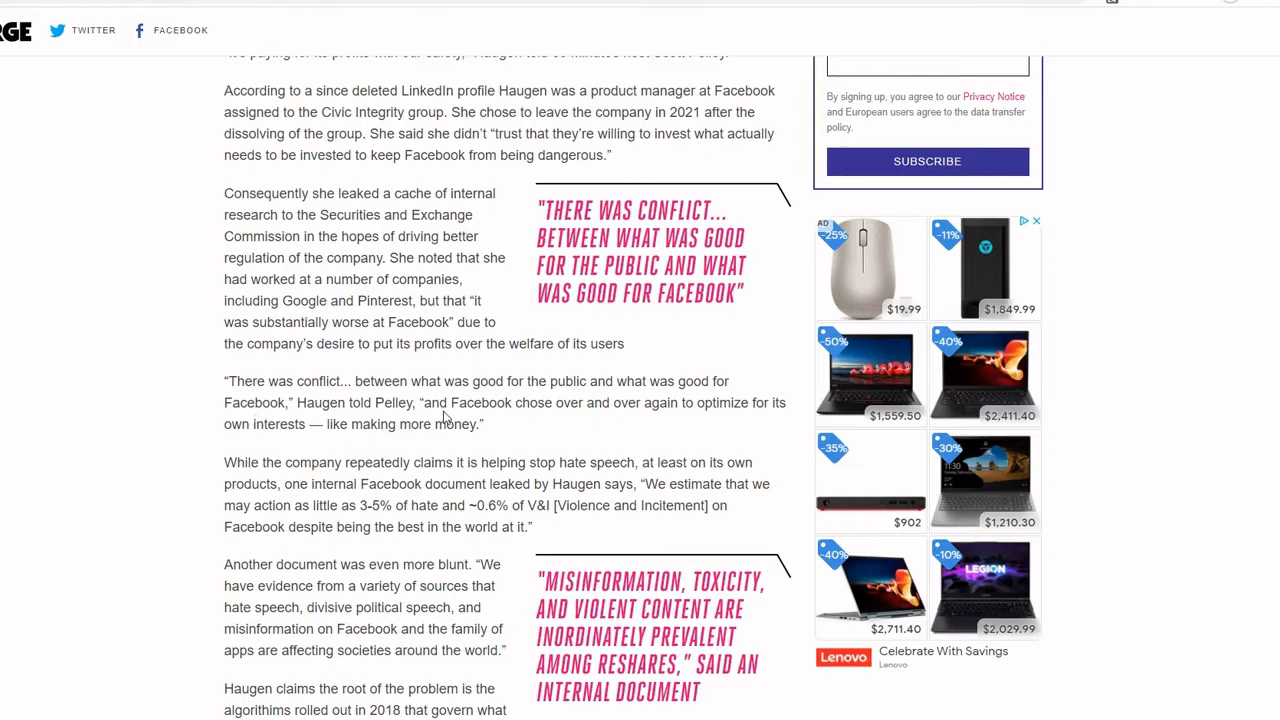 RGE
TWITTER
FACEBOOK
According to a since deleted LinkedIn profile Haugen was a product manager at Facebook
assigned to the Civic Integrity group. She chose to leave the company in 2021 after the
dissolving of the group. She said she didn’t “trust that they’re willing to invest what actually
needs to be invested to keep Facebook from being dangerous.”
Consequently she leaked a cache of internal
research to the Securities and Exchange
Commission in the hopes of driving better
regulation of the company. She noted that she
had worked at a number of companies,
including Google and Pinterest, but that “it
was substantially worse at Facebook” due to
the company’s desire to put its profits over the welfare of its users
"THERE WAS CONFLICT...
BETWEEN WHAT WAS GOOD
FOR THE PUBLIC AND WHAT
WAS GOOD FOR FACEBOOK"
“There was conflict... between what was good for the public and what was good for
Facebook,” Haugen told Pelley, “and Facebook chose over and over again to optimize for its
own interests — like making more money.”
While the company repeatedly claims it is helping stop hate speech, at least on its own
products, one internal Facebook document leaked by Haugen says, “We estimate that we
may action as little as 3-5% of hate and ~0.6% of V&I [Violence and Incitement] on
Facebook despite being the best in the world at it.”
Another document was even more blunt. “We
have evidence from a variety of sources that
hate speech, divisive political speech, and
misinformation on Facebook and the family of
apps are affecting societies around the world.”
"MISINFORMATION, TOXICITY,
AND VIOLENT CONTENT ARE
INORDINATELY PREVALENT
AMONG RESHARES,” SAID AN
INTERNAL DOCUMENT
Haugen claims the root of the problem is the
algorithms rolled out in 2018 that govern what
By signing up, you agree to our Privacy Notice
and European users agree to the data transfer
policy.
SUBSCRIBE
AD
-25%
$19.99
-11%
$1,849.99
-50%
$1,559.50
-40%
$2,411.40
-35%
$902
-30%
11:30
$1,210.30
-40%
$2,711.40
-10%
LEGION
$2,029.99
Lenovo
Celebrate With Savings
Lenovo